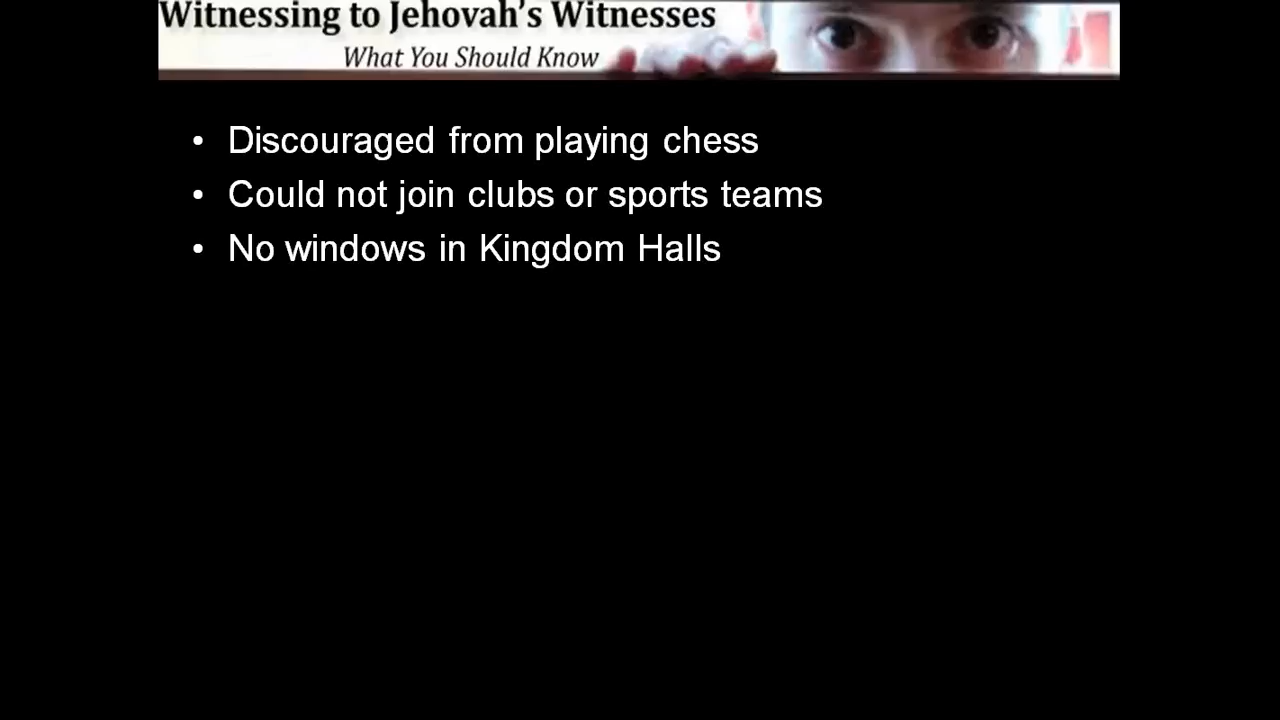 Witnessing to Jehovah's Witnesses
What You Should Know
• Discouraged from playing chess
• Could not join clubs or sports teams
• No windows in Kingdom Halls